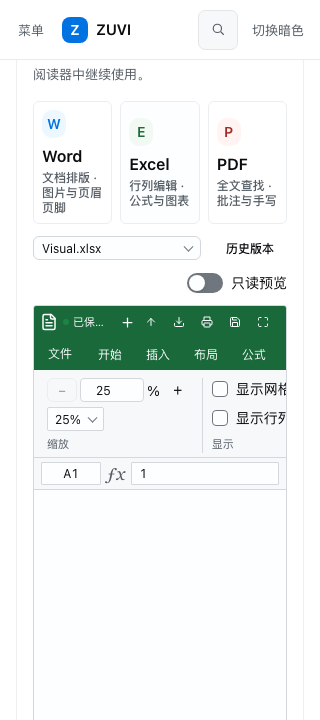 菜单
Z ZUVI
切换暗色
阅读器中继续使用。
W
Word
文档排版 ·
图片与页眉
页脚
E
Excel
行列编辑 ·
公式与图表
P
PDF
全文查找 ·
批注与手写
Visual.xlsx
历史版本
只读预览
已保...
文件 开始 插入 布局 公式
− 25 % +
25%
缩放
显示网格
显示行列
显示
A1 fx 1